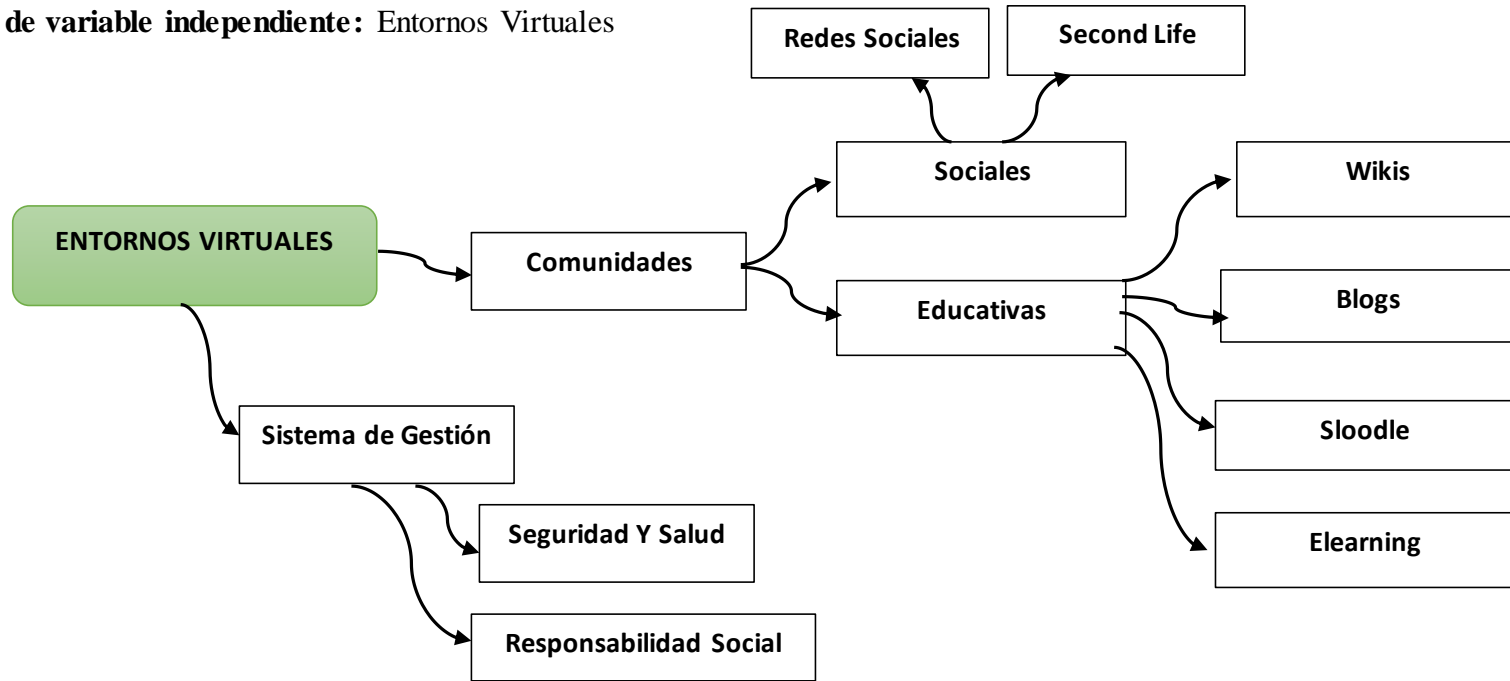 de variable independiente: Entornos Virtuales
Redes Sociales
Second Life
Sociales
Wikis
ENTORNOS VIRTUALES
Comunidades
Educativas
Blogs
Sistema de Gestión
Sloodle
Seguridad Y Salud
Elearning
Responsabilidad Social